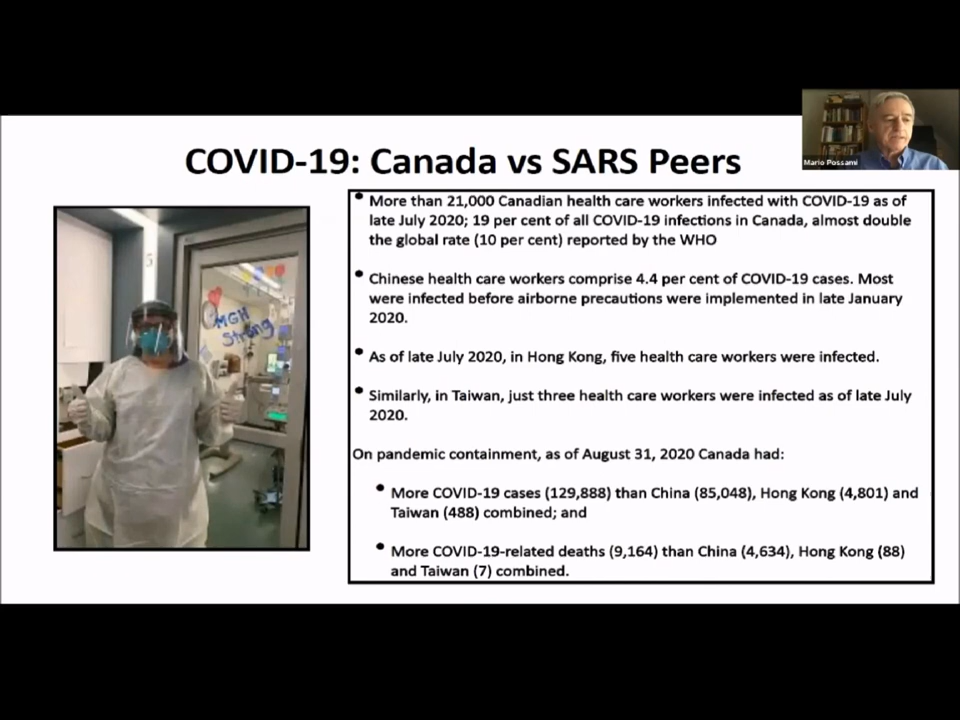 COVID-19: Canada vs SARS Peers
Mario Possamai
MGH
Strong
• More than 21,000 Canadian health care workers infected with COVID-19 as of
late July 2020; 19 per cent of all COVID-19 infections in Canada, almost double
the global rate (10 per cent) reported by the WHO
• Chinese health care workers comprise 4.4 per cent of COVID-19 cases. Most
were infected before airborne precautions were implemented in late January
2020.
• As of late July 2020, in Hong Kong, five health care workers were infected.
• Similarly, in Taiwan, just three health care workers were infected as of late July
2020.
On pandemic containment, as of August 31, 2020 Canada had:
• More COVID-19 cases (129,888) than China (85,048), Hong Kong (4,801) and
Taiwan (488) combined; and
• More COVID-19-related deaths (9,164) than China (4,634), Hong Kong (88)
and Taiwan (7) combined.